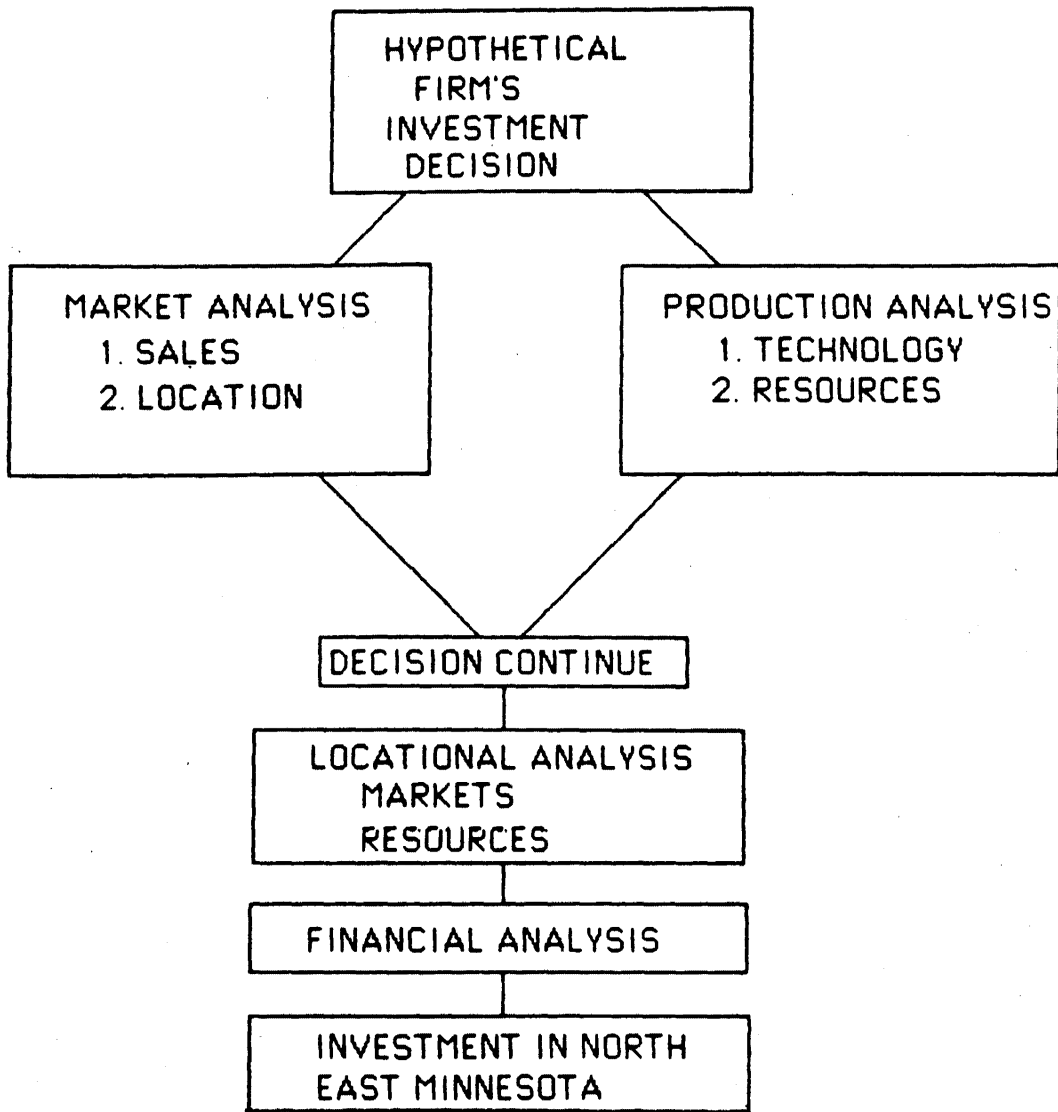 HYPOTHETICAL
FIRM'S
INVESTMENT
DECISION
MARKET ANALYSIS
1. SALES
2. LOCATION
PRODUCTION ANALYSIS
1. TECHNOLOGY
2. RESOURCES
DECISION CONTINUE
LOCATIONAL ANALYSIS
MARKETS
RESOURCES
FINANCIAL ANALYSIS
INVESTMENT IN NORTH
EAST MINNESOTA